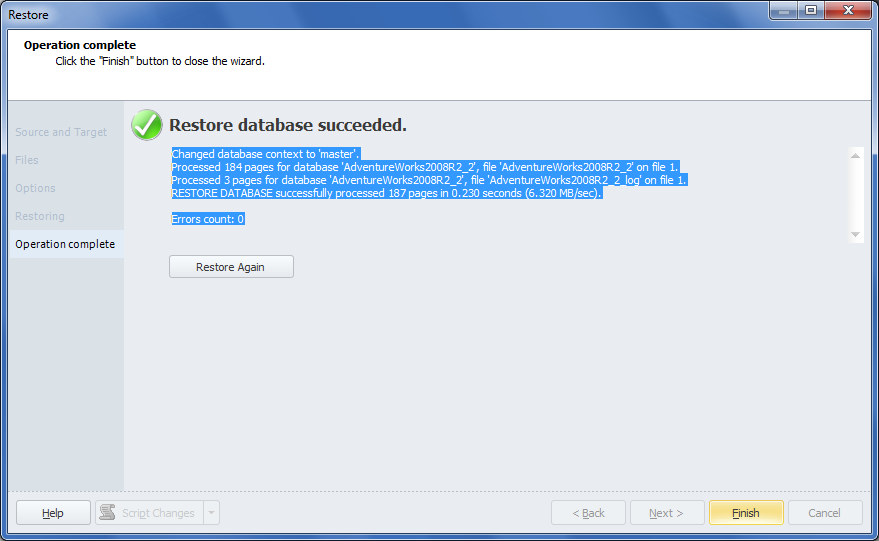 Restore
Operation complete
Click the "Finish" button to close the wizard.
Source and Target
Files
Options
Restoring
Operation complete
Restore database succeeded.
Changed database context to 'master'.
Processed 184 pages for database 'AdventureWorks2008R2_2', file 'AdventureWorks2008R2_2' on file 1.
Processed 3 pages for database 'AdventureWorks2008R2_2', file 'AdventureWorks2008R2_2_log' on file 1.
RESTORE DATABASE successfully processed 187 pages in 0.230 seconds (6.320 MB/sec).
Errors count: 0
Restore Again
Help
Script Changes
< Back
Next >
Finish
Cancel